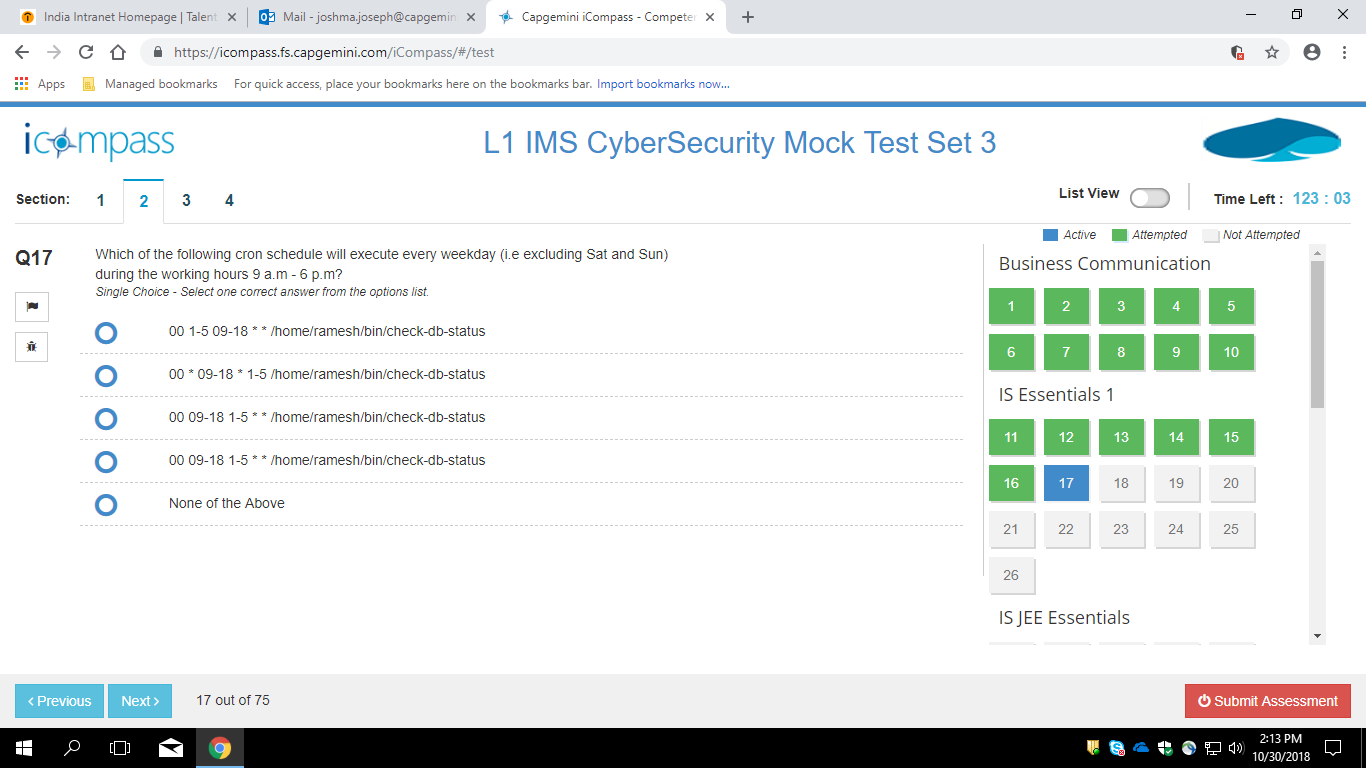 India Intranet Homepage | Talent
Mail - joshma.joseph@capgemin
Capgemini iCompass - Competer
https://icompass.fs.capgemini.com/iCompass/#/test
Apps
Managed bookmarks
For quick access, place your bookmarks here on the bookmarks bar. Import bookmarks now...
icompass
L1 IMS CyberSecurity Mock Test Set 3
Section: 1 2 3 4
List View
Time Left : 123 : 03
Active Attempted Not Attempted
Q17
Which of the following cron schedule will execute every weekday (i.e excluding Sat and Sun)
during the working hours 9 a.m - 6 p.m?
Single Choice - Select one correct answer from the options list.
00 1-5 09-18 * * /home/ramesh/bin/check-db-status
00 * 09-18 * 1-5 /home/ramesh/bin/check-db-status
00 09-18 1-5 * * /home/ramesh/bin/check-db-status
00 09-18 1-5 * * /home/ramesh/bin/check-db-status
None of the Above
Business Communication
1 2 3 4 5
6 7 8 9 10
IS Essentials 1
11 12 13 14 15
16 17 18 19 20
21 22 23 24 25
26
IS JEE Essentials
‹ Previous
Next ›
17 out of 75
Submit Assessment
2:13 PM
10/30/2018